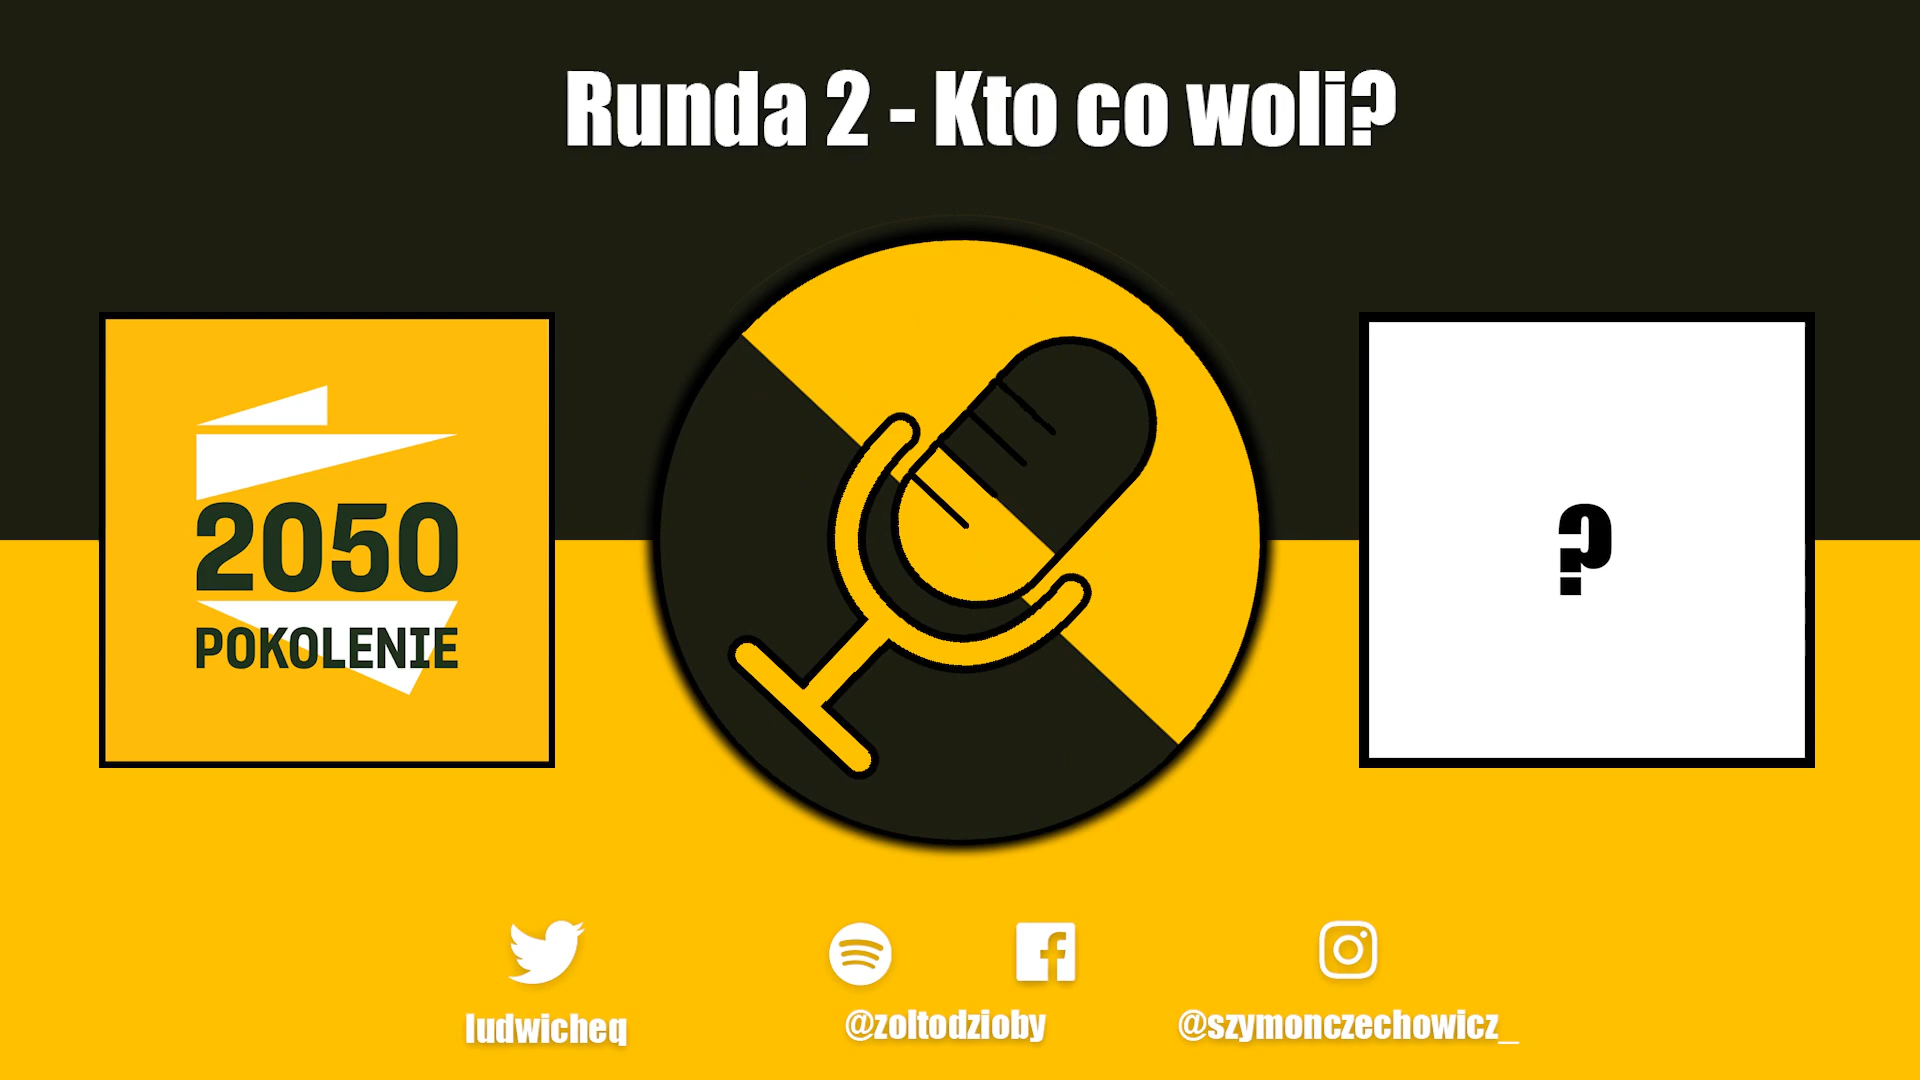 Runda 2 - Kto co woli?
2050
POKOLENIE
?
ludwicheq
@zoltodzioby
@szymonczechowicz_